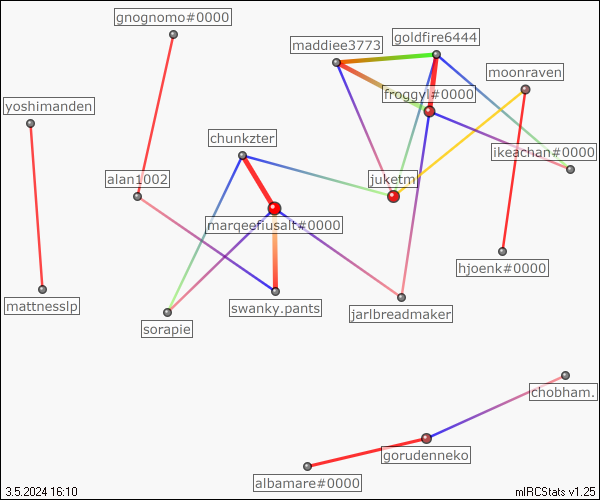 gnognomo#0000
goldfire6444
maddiee3773
moonraven
froggyl#0000
yoshimanden
chunkzter
ikeachan#0000
alan1002
juketml
marqeefiusalt#0000
hjoenk#0000
mattnesslp
swanky.pants
jarlbreadmaker
sorapie
chobham.
gorudenneko
albamare#0000
3.5.2024 16:10
mIRCStats v1.25